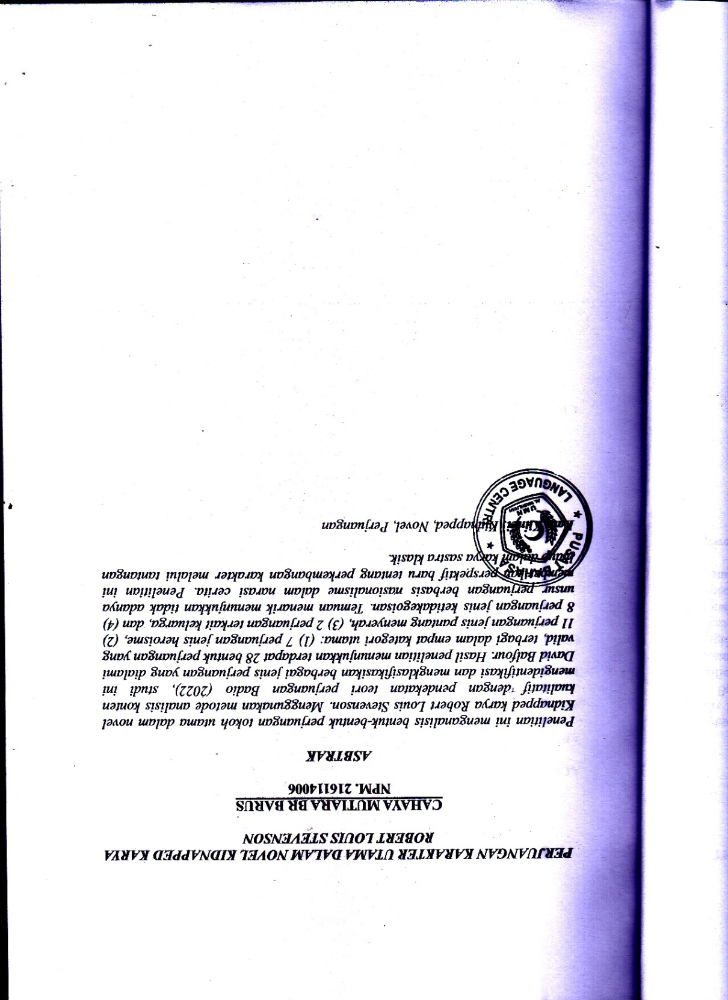 PERJUANGAN KARAKTER UTAMA DALAM NOVEL KIDNAPPED KARYA
ROBERT LOUIS STEVENSON
CAHAYA MUTIARA BR BARUS
NPM. 216114006
ASBTRAK
Penelitian ini menganalisis bentuk-bentuk perjuangan tokoh utama dalam novel
Kidnapped karya Robert Louis Stevenson. Menggunakan metode analisis konten
kualitatif dengan pendekatan teori perjuangan Badio (2022), studi ini
mengidentifikasi dan mengklasifikasikan berbagai jenis perjuangan yang dialami
David Balfour. Hasil penelitian menunjukkan terdapat 28 bentuk perjuangan yang
valid, terbagi dalam empat kategori utama: (1) 7 perjuangan jenis heroisme, (2)
11 perjuangan jenis pantang menyerah, (3) 2 perjuangan terkait keluarga, dan (4)
8 perjuangan jenis ketidakegoisan. Temuan menarik menunjukkan tidak adanya
unsur perjuangan berbasis nasionalisme dalam narasi cerita. Penelitian ini
memberikan perspektif baru tentang perkembangan karakter melalui tantangan
hidup dalam karya sastra klasik.
Kata Kunci: Kidnapped, Novel, Perjuangan
PUSAT BAHASA
LANGUAGE CENTR
UMN
AL WASHLIYAH